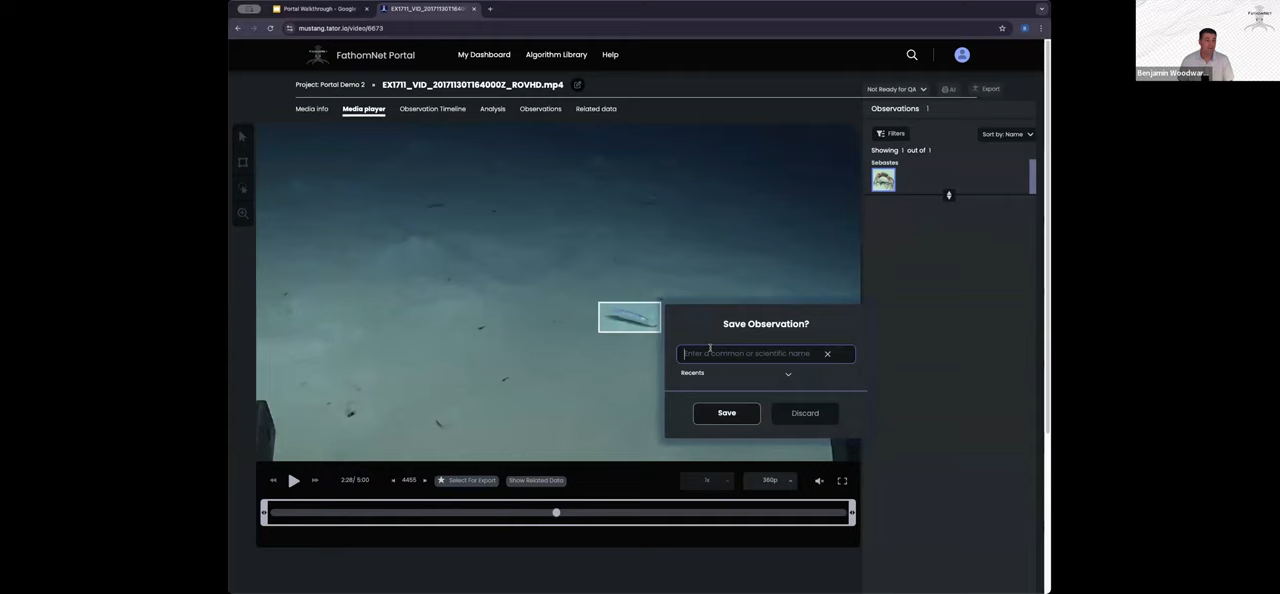 Portal Walkthrough - Google
EX1711_VID_20171130T1640
mustang.tator.io/video/6673
FathomNet Portal
My Dashboard
Algorithm Library
Help
Project: Portal Demo 2
EX1711_VID_20171130T164000Z_ROVHD.mp4
Not Ready for QA
AI
Export
Media info
Media player
Observation Timeline
Analysis
Observations
Related data
Observations 1
Filters
Sort by: Name
Showing 1 out of 1
Sebastes
Save Observation?
Enter a common or scientific name
Recents
Save
Discard
2:28/ 5:00
4455
Select For Export
Show Related Data
1x
360p
Benjamin Woodwar...